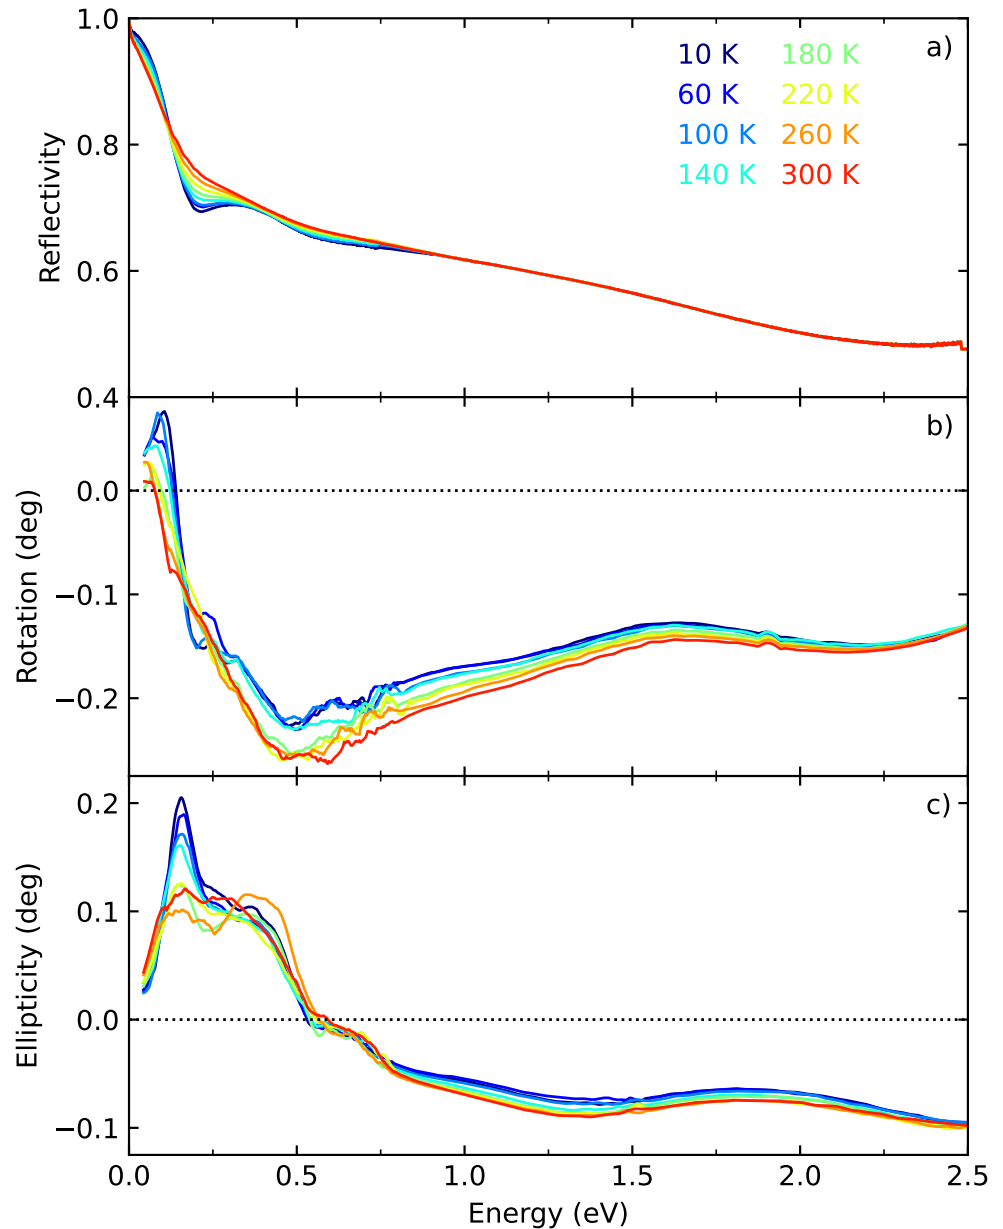 1.0
a)
10 K 180 K
60 K 220 K
0.8
100 K 260 K
140 K 300 K
Reflectivity
0.6
0.4
b)
0.0
Rotation (deg)
−0.1
−0.2
0.2
c)
0.1
Ellipticity (deg)
0.0
−0.1
0.0 0.5 1.0 1.5 2.0 2.5
Energy (eV)